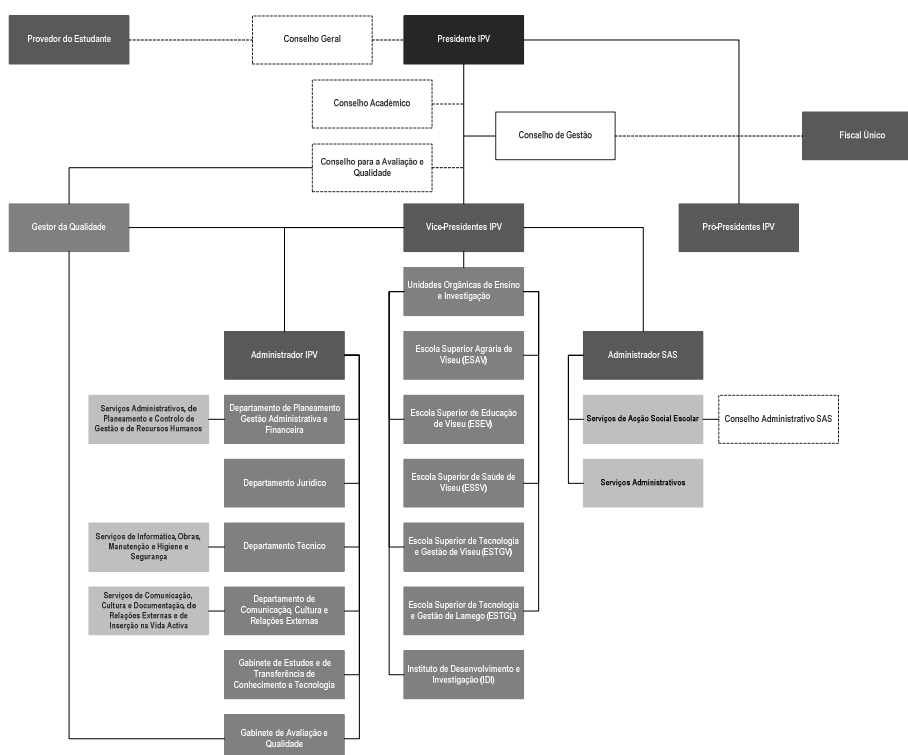 Provedor do Estudante
Conselho Geral
Presidente IPV
Conselho Académico
Conselho de Gestão
Fiscal Único
Conselho para a Avaliação e
Qualidade
Gestor da Qualidade
Vice-Presidentes IPV
Pró-Presidentes IPV
Unidades Orgânicas de Ensino
e Investigação
Administrador IPV
Escola Superior Agrária de
Viseu (ESAV)
Administrador SAS
Serviços Administrativos, de
Planeamento e Controlo de
Gestão e de Recursos Humanos
Departamento de Planeamento
Gestão Administrativa e
Financeira
Escola Superior de Educação
de Viseu (ESEV)
Serviços de Acção Social Escolar
Conselho Administrativo SAS
Departamento Jurídico
Escola Superior de Saúde de
Viseu (ESSV)
Serviços Administrativos
Serviços de Informática, Obras,
Manutenção e Higiene e
Segurança
Departamento Técnico
Escola Superior de Tecnologia
e Gestão de Viseu (ESTGV)
Serviços de Comunicação,
Cultura e Documentação, de
Relações Externas e de
Inserção na Vida Activa
Departamento de
Comunicação, Cultura e
Relações Externas
Escola Superior de Tecnologia
e Gestão de Lamego (ESTGL)
Gabinete de Estudos e de
Transferência de
Conhecimento e Tecnologia
Instituto de Desenvolvimento e
Investigação (IDI)
Gabinete de Avaliação e
Qualidade